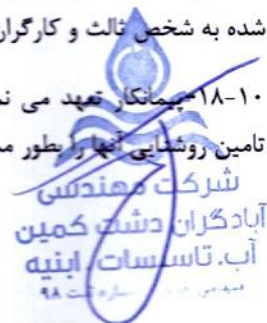 شده به شخص ثالث و کارگران
۱۸-۱۰-پیمانکار تعهد می نم
تامین روشنایی آنها را بطور مد
شرکت مهندسی
آبادگران دشت کمین
آب، تاسیسات، ابنیه